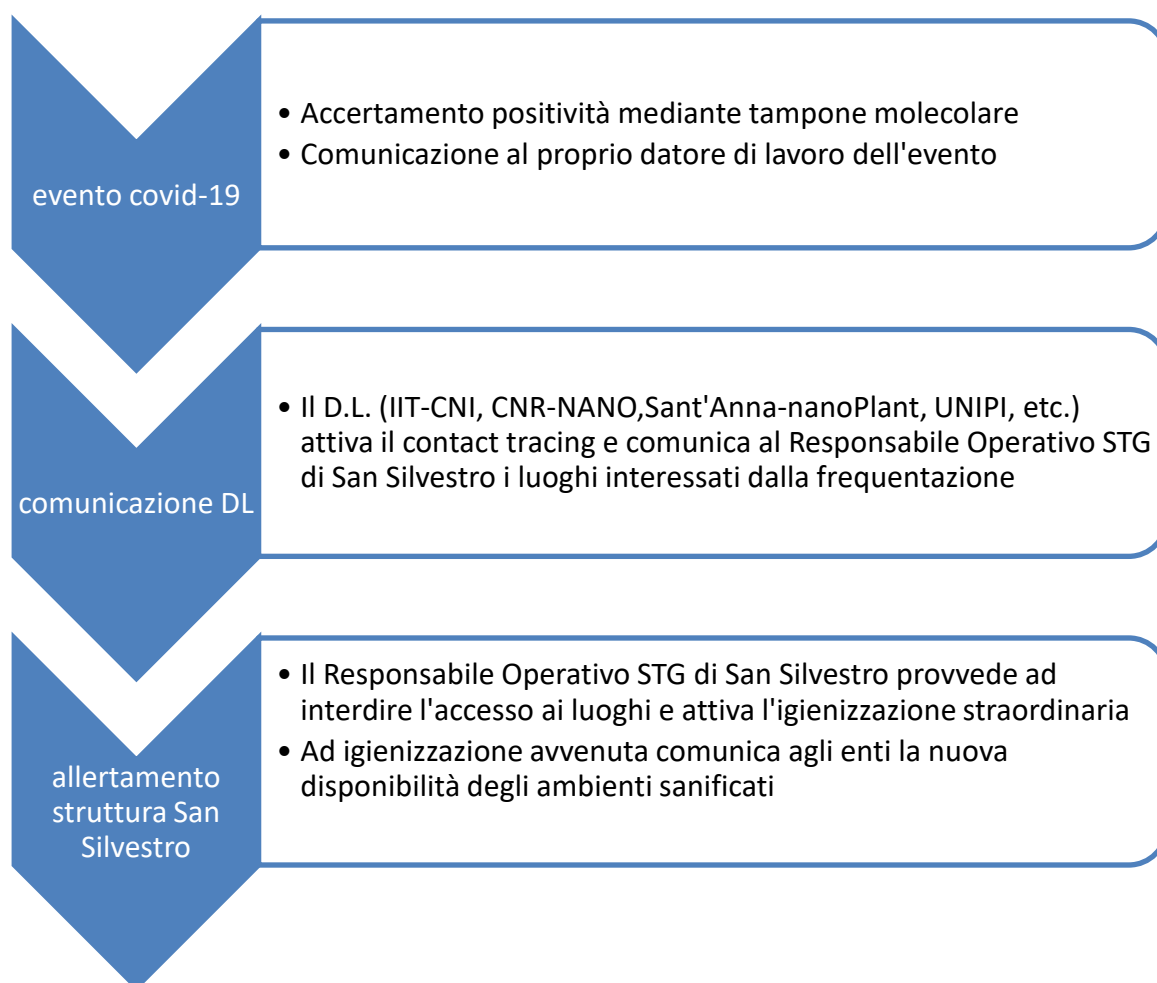 evento covid-19
• Accertamento positività mediante tampone molecolare
• Comunicazione al proprio datore di lavoro dell'evento
comunicazione DL
• Il D.L. (IIT-CNI, CNR-NANO,Sant'Anna-nanoPlant, UNIPI, etc.)
attiva il contact tracing e comunica al Responsabile Operativo STG
di San Silvestro i luoghi interessati dalla frequentazione
allertamento
struttura San
Silvestro
• Il Responsabile Operativo STG di San Silvestro provvede ad
interdire l'accesso ai luoghi e attiva l'igienizzazione straordinaria
• Ad igienizzazione avvenuta comunica agli enti la nuova
disponibilità degli ambienti sanificati